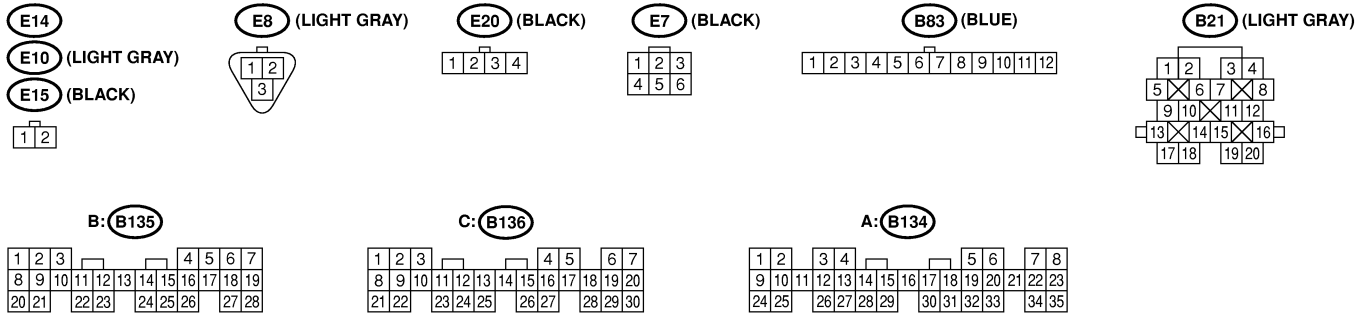 E14 E8 (LIGHT GRAY) E20 (BLACK) E7 (BLACK) B83 (BLUE) B21 (LIGHT GRAY)
E10 (LIGHT GRAY)
E15 (BLACK)
1 2
1 2
3
1 2 3 4
1 2 3
4 5 6
1 2 3 4 5 6 7 8 9 10 11 12
1 2 3 4
5 6 7 8
9 10 11 12
13 14 15 16
17 18 19 20
B: B135 C: B136 A: B134
1 2 3 4 5 6 7
8 9 10 11 12 13 14 15 16 17 18 19
20 21 22 23 24 25 26 27 28
1 2 3 4 5 6 7
8 9 10 11 12 13 14 15 16 17 18 19 20
21 22 23 24 25 26 27 28 29 30
1 2 3 4 5 6 7 8
9 10 11 12 13 14 15 16 17 18 19 20 21 22 23
24 25 26 27 28 29 30 31 32 33 34 35